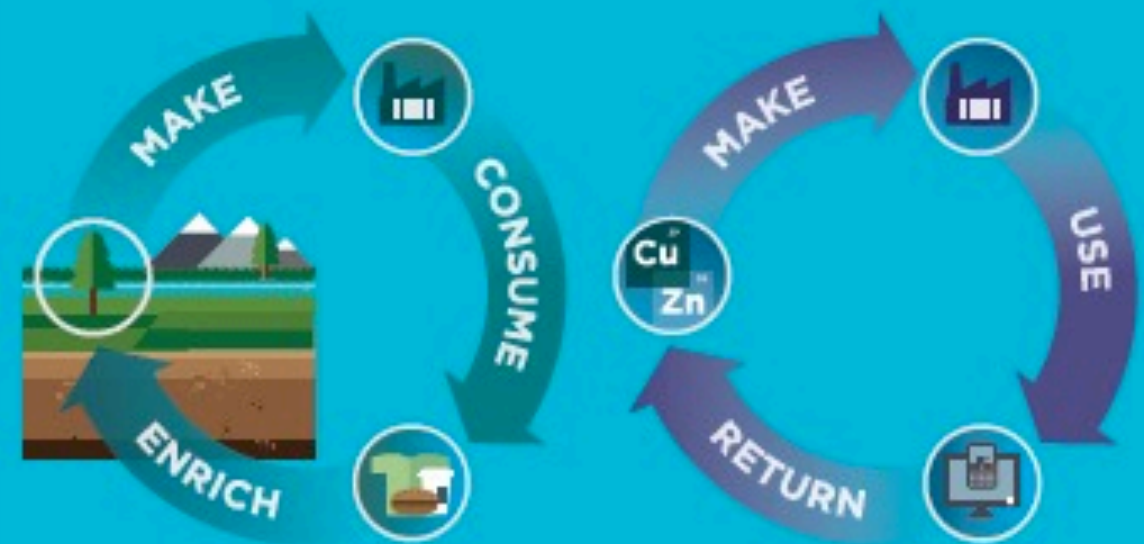 MAKE
CONSUME
ENRICH
MAKE
USE
RETURN
Cu
Zn